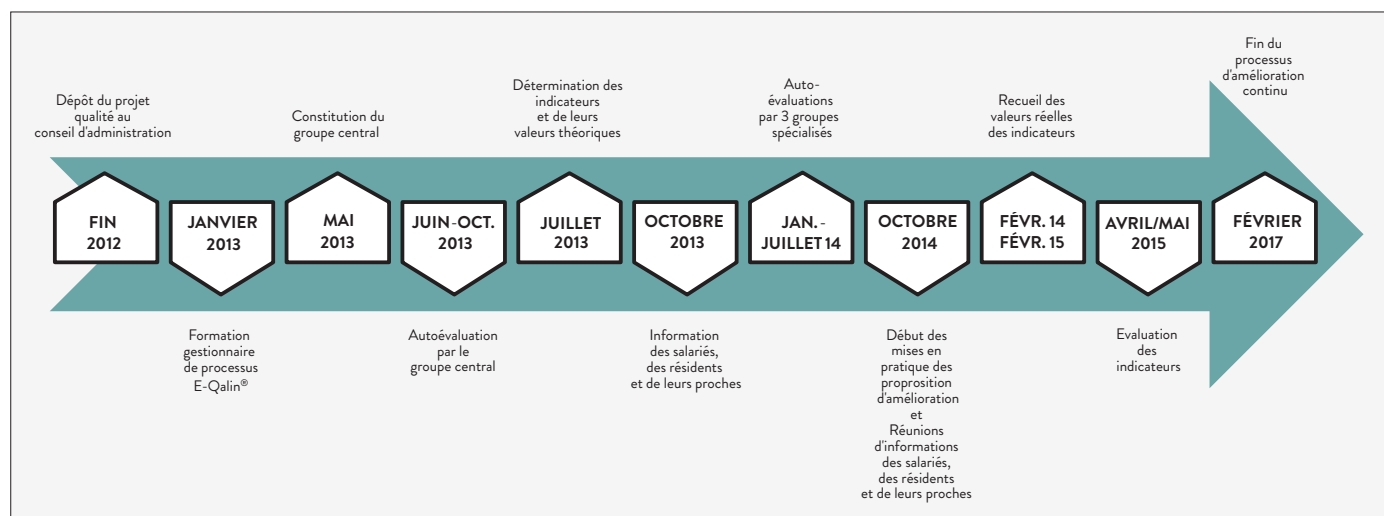 Dépôt du projet
qualité au
conseil d'administration
Constitution du
groupe central
Détermination des
indicateurs
et de leurs
valeurs théoriques
Auto-
évaluations
par 3 groupes
spécialisés
Recueil des
valeurs réelles
des indicateurs
Fin du
processus
d'amélioration
continu
FIN
2012
JANVIER
2013
MAI
2013
JUIN-OCT.
2013
JUILLET
2013
OCTOBRE
2013
JAN.-
JUILLET 14
OCTOBRE
2014
FÉVR. 14
FÉVR. 15
AVRIL/MAI
2015
FÉVRIER
2017
Formation
gestionnaire
de processus
E-Qalin®
Autoévaluation
par le
groupe central
Information
des salariés,
des résidents
et de leurs proches
Début des
mises en
pratique des
proprosition
d'amélioration
et
Réunions
d'informations
des salariés,
des résidents
et de leurs proches
Evaluation
des
indicateurs